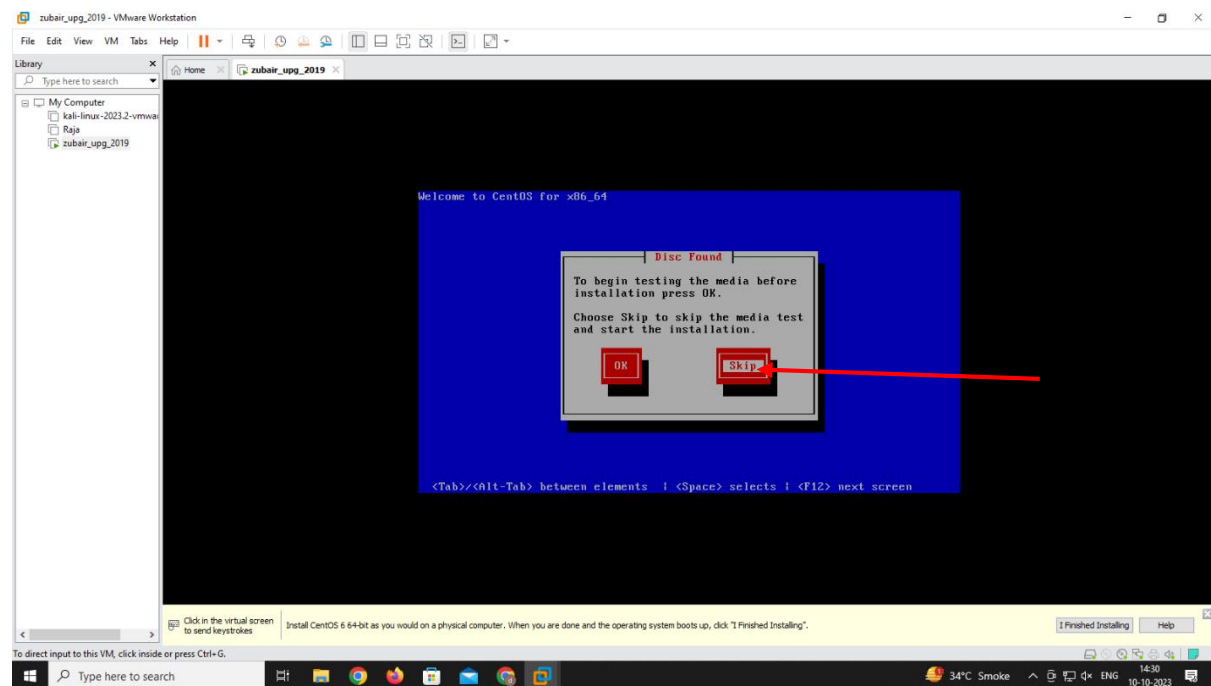 zubair_upg_2019 - VMware Workstation
File Edit View VM Tabs Help
Library
Type here to search
My Computer
kali-linux-2023.2-vmwar
Raja
zubair_upg_2019
Home
zubair_upg_2019
Welcome to CentOS for x86_64
Disc Found
To begin testing the media before
installation press OK.
Choose Skip to skip the media test
and start the installation.
OK Skip
<Tab>/<Alt-Tab> between elements | <Space> selects | <F12> next screen
Click in the virtual screen
to send keystrokes
Install CentOS 6 64-bit as you would on a physical computer. When you are done and the operating system boots up, click "I Finished Installing".
I Finished Installing
Help
To direct input to this VM, click inside or press Ctrl+G.
Type here to search
34°C Smoke
ENG
14:30
10-10-2023